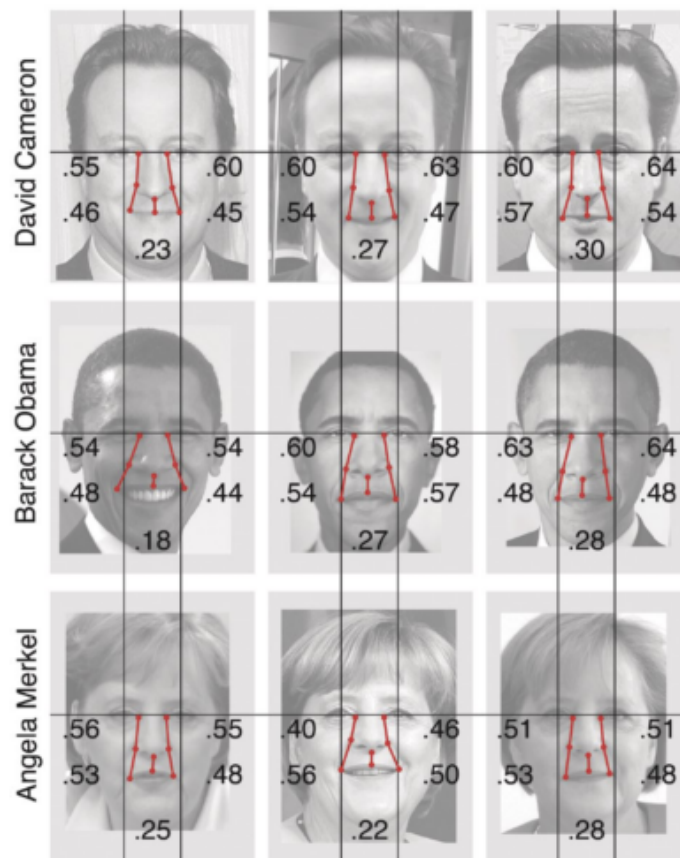 David Cameron
.55 .60 .60 .63 .60 .64
.46 .45 .54 .47 .57 .54
.23 .27 .30
Barack Obama
.54 .54 .60 .58 .63 .64
.48 .44 .54 .57 .48 .48
.18 .27 .28
Angela Merkel
.56 .55 .40 .46 .51 .51
.53 .48 .56 .50 .53 .48
.25 .22 .28